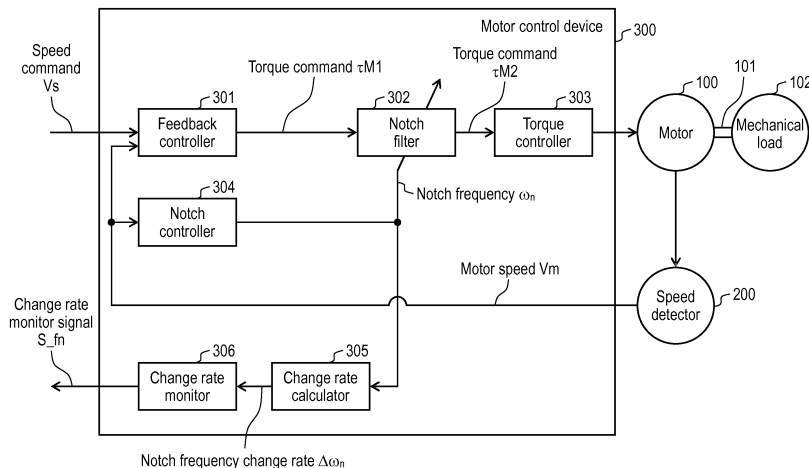 Motor control device
300
Speed
command
Vs
Torque command τM1
Torque
command
τM2
301
Feedback
controller
302
Notch
filter
303
Torque
controller
100
Motor
101
102
Mechanical
load
Notch frequency ωn
304
Notch
controller
Motor speed Vm
200
Speed
detector
Change rate
monitor signal
S_fn
306
Change rate
monitor
305
Change rate
calculator
Notch frequency change rate Δωn